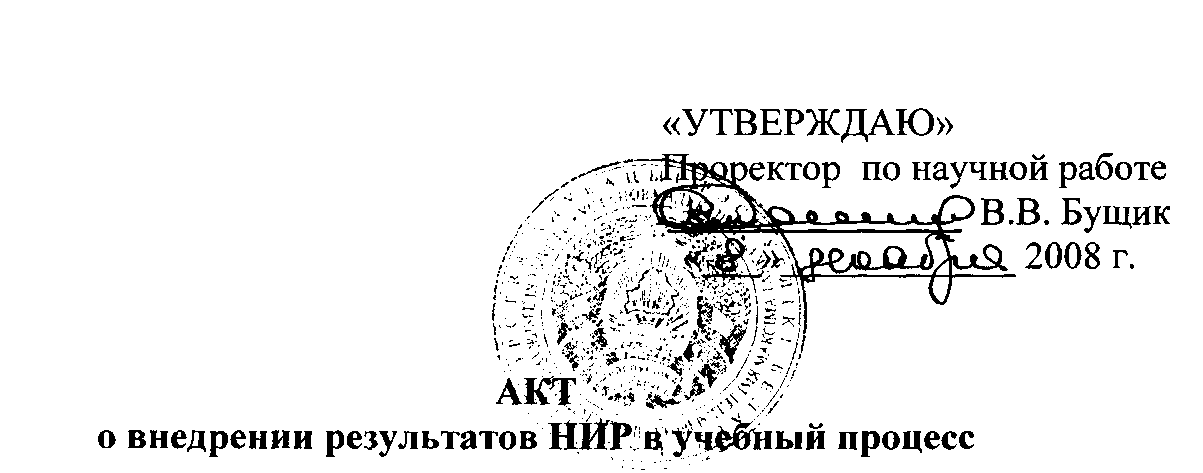 «УТВЕРЖДАЮ»
Проректор по научной работе
В.В. Бущик
« 8 » декабря 2008 г.
АКТ
о внедрении результатов НИР в учебный процесс